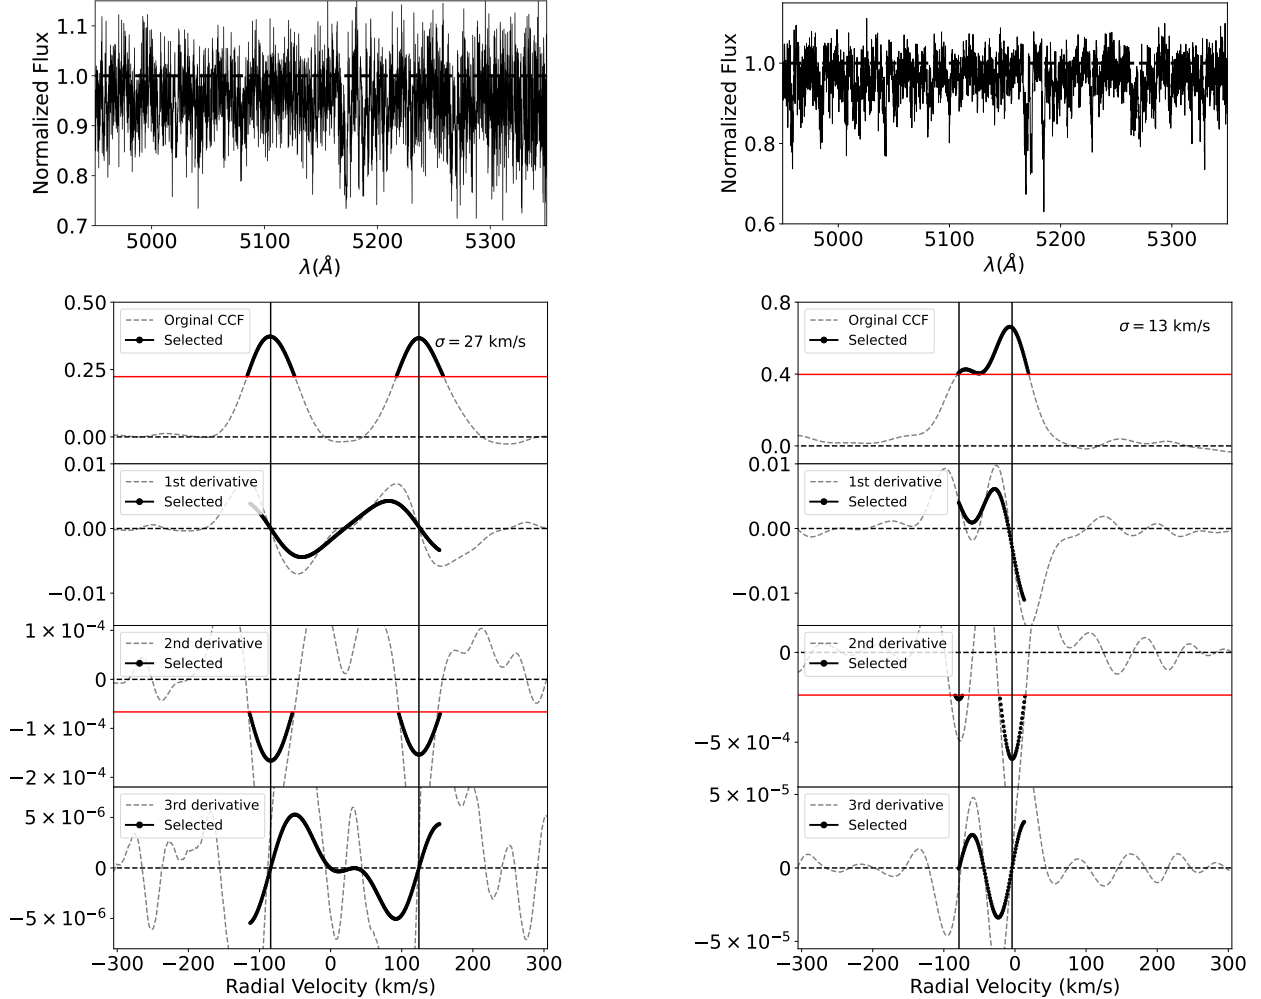 1.1
1.0
0.9
0.8
0.7
Normalized Flux
5000 5100 5200 5300
λ(Å)
1.0
0.8
0.6
Normalized Flux
5000 5100 5200 5300
λ(Å)
0.50
0.25
0.00
Orginal CCF
Selected
σ = 27 km/s
0.01
0.00
−0.01
1st derivative
Selected
1 × 10⁻⁴
0
−1 × 10⁻⁴
−2 × 10⁻⁴
2nd derivative
Selected
5 × 10⁻⁶
0
−5 × 10⁻⁶
3rd derivative
Selected
−300 −200 −100 0 100 200 300
Radial Velocity (km/s)
0.8
0.4
0.0
Orginal CCF
Selected
σ = 13 km/s
0.01
0.00
−0.01
1st derivative
Selected
0
−5 × 10⁻⁴
2nd derivative
Selected
5 × 10⁻⁵
0
−5 × 10⁻⁵
3rd derivative
Selected
−300 −200 −100 0 100 200 300
Radial Velocity (km/s)